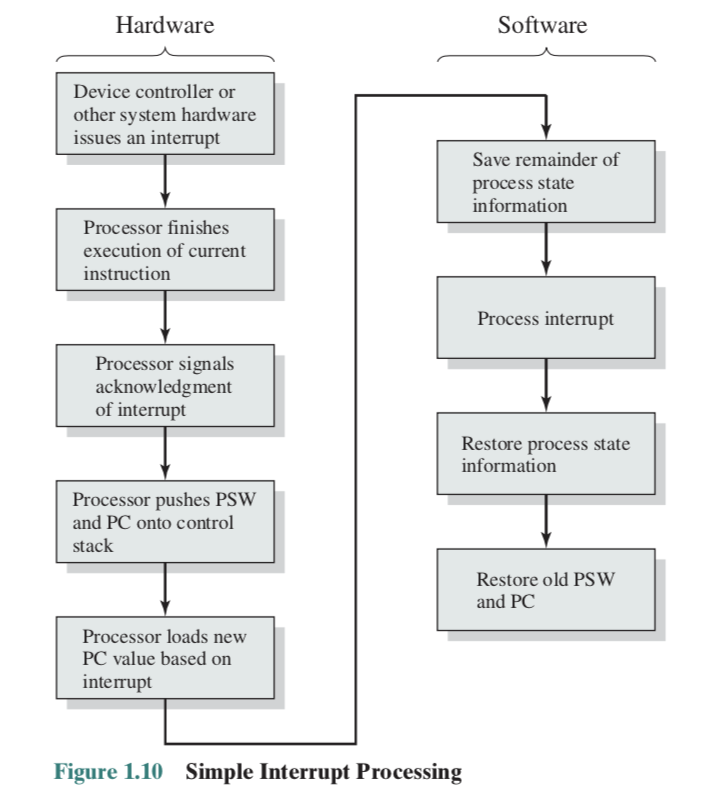 Hardware
Device controller or
other system hardware
issues an interrupt
Processor finishes
execution of current
instruction
Processor signals
acknowledgment
of interrupt
Processor pushes PSW
and PC onto control
stack
Processor loads new
PC value based on
interrupt
Software
Save remainder of
process state
information
Process interrupt
Restore process state
information
Restore old PSW
and PC
Figure 1.10 Simple Interrupt Processing